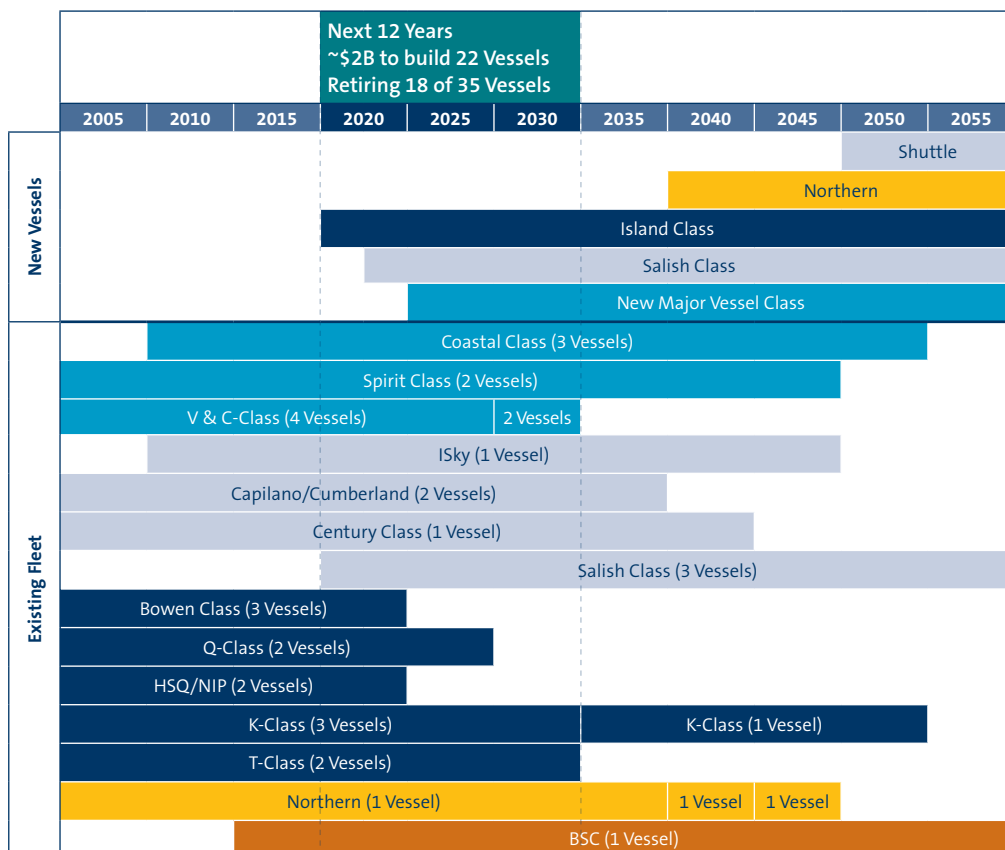 Next 12 Years
~$2B to build 22 Vessels
Retiring 18 of 35 Vessels
2005 2010 2015 2020 2025 2030 2035 2040 2045 2050 2055
New Vessels
Shuttle
Northern
Island Class
Salish Class
New Major Vessel Class
Existing Fleet
Coastal Class (3 Vessels)
Spirit Class (2 Vessels)
V & C-Class (4 Vessels) 2 Vessels
ISky (1 Vessel)
Capilano/Cumberland (2 Vessels)
Century Class (1 Vessel)
Salish Class (3 Vessels)
Bowen Class (3 Vessels)
Q-Class (2 Vessels)
HSQ/NIP (2 Vessels)
K-Class (3 Vessels) K-Class (1 Vessel)
T-Class (2 Vessels)
Northern (1 Vessel) 1 Vessel 1 Vessel
BSC (1 Vessel)